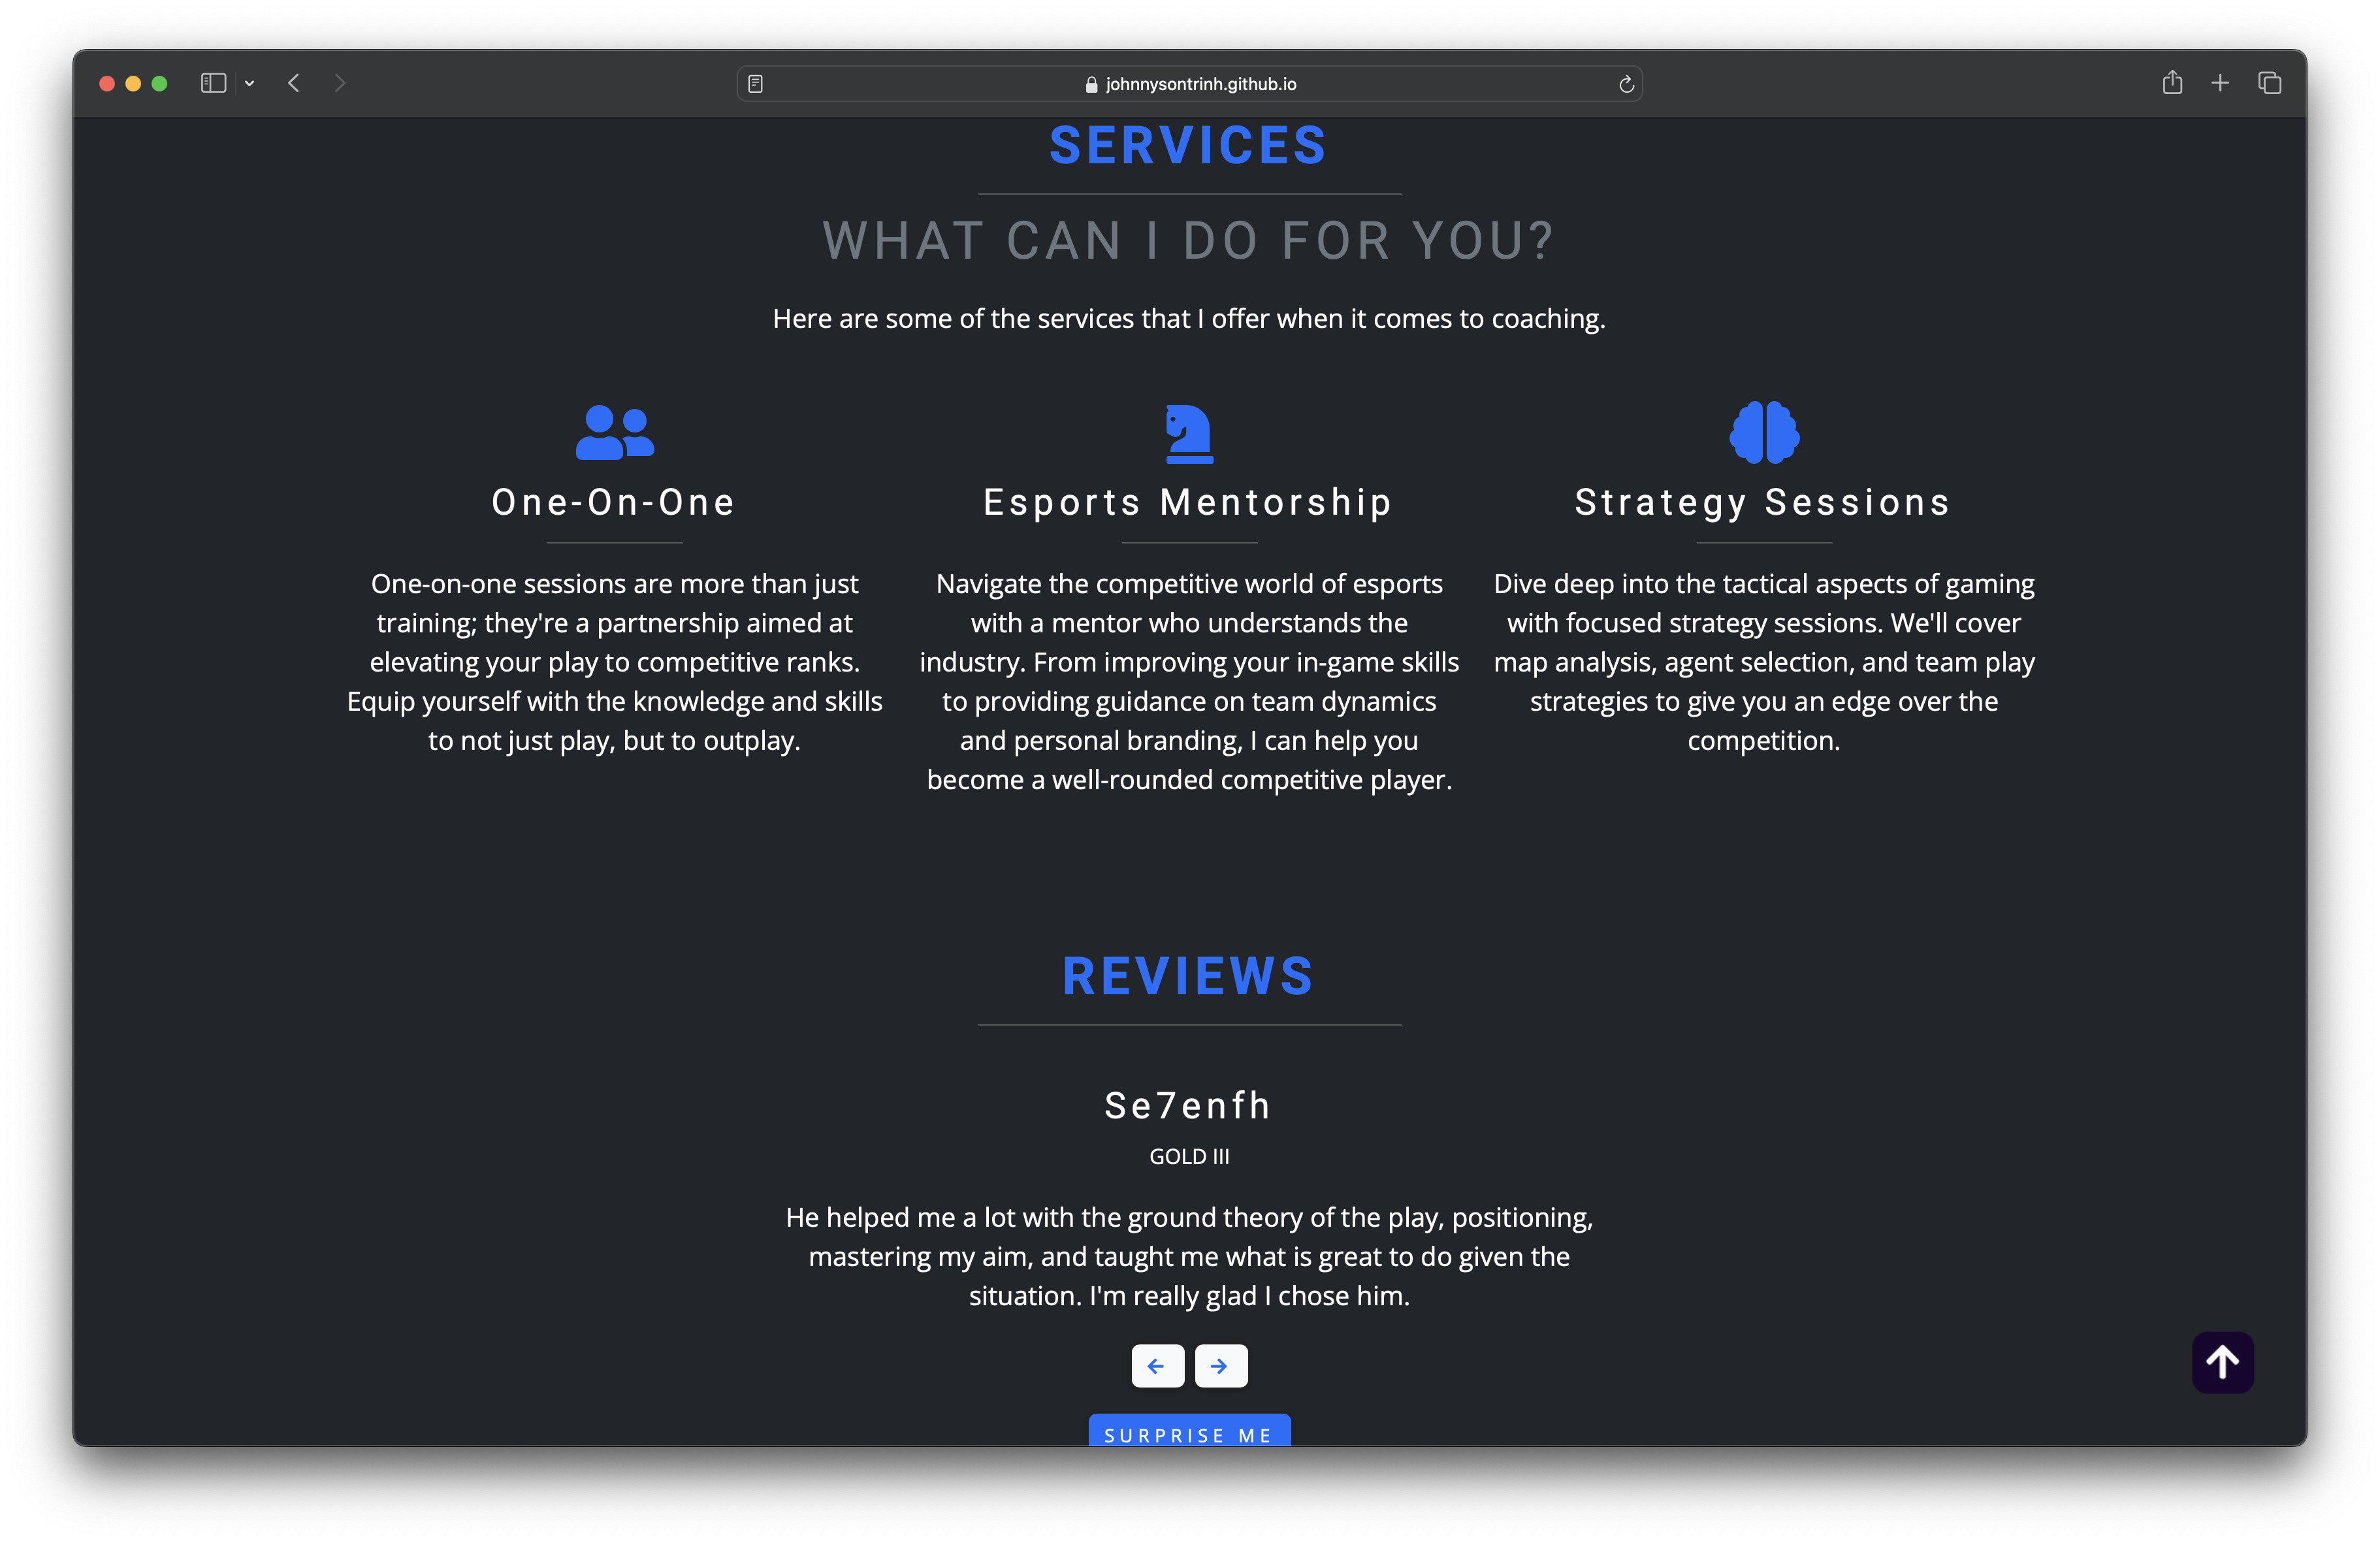 johnnysontrinh.github.io
SERVICES
WHAT CAN I DO FOR YOU?
Here are some of the services that I offer when it comes to coaching.
One-On-One
One-on-one sessions are more than just
training; they're a partnership aimed at
elevating your play to competitive ranks.
Equip yourself with the knowledge and skills
to not just play, but to outplay.
Esports Mentorship
Navigate the competitive world of esports
with a mentor who understands the
industry. From improving your in-game skills
to providing guidance on team dynamics
and personal branding, I can help you
become a well-rounded competitive player.
Strategy Sessions
Dive deep into the tactical aspects of gaming
with focused strategy sessions. We'll cover
map analysis, agent selection, and team play
strategies to give you an edge over the
competition.
REVIEWS
Se7enfh
GOLD III
He helped me a lot with the ground theory of the play, positioning,
mastering my aim, and taught me what is great to do given the
situation. I'm really glad I chose him.
SURPRISE ME